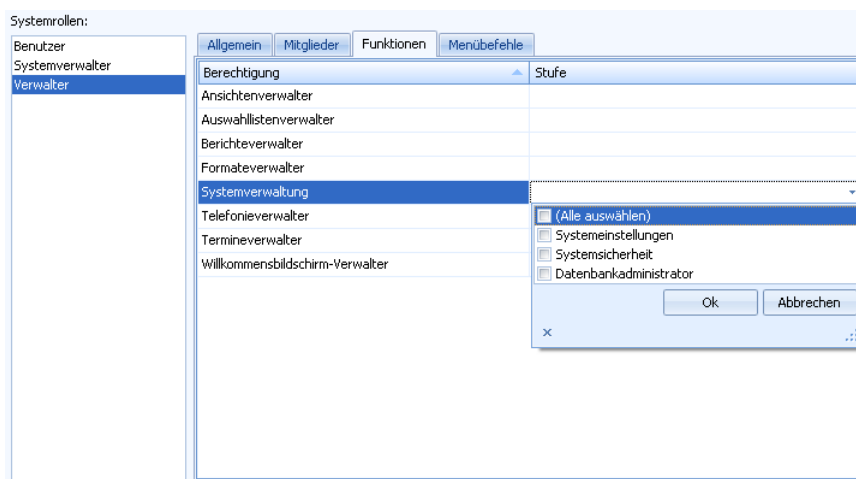 Systemrollen:
Benutzer
Systemverwalter
Verwalter
Allgemein Mitglieder Funktionen Menübefehle
Berechtigung Stufe
Ansichtenverwalter
Auswahllistenverwalter
Berichteverwalter
Formateverwalter
Systemverwaltung
Telefonieverwalter
Termineverwalter
Willkommensbildschirm-Verwalter
(Alle auswählen)
Systemeinstellungen
Systemsicherheit
Datenbankadministrator
Ok Abbrechen